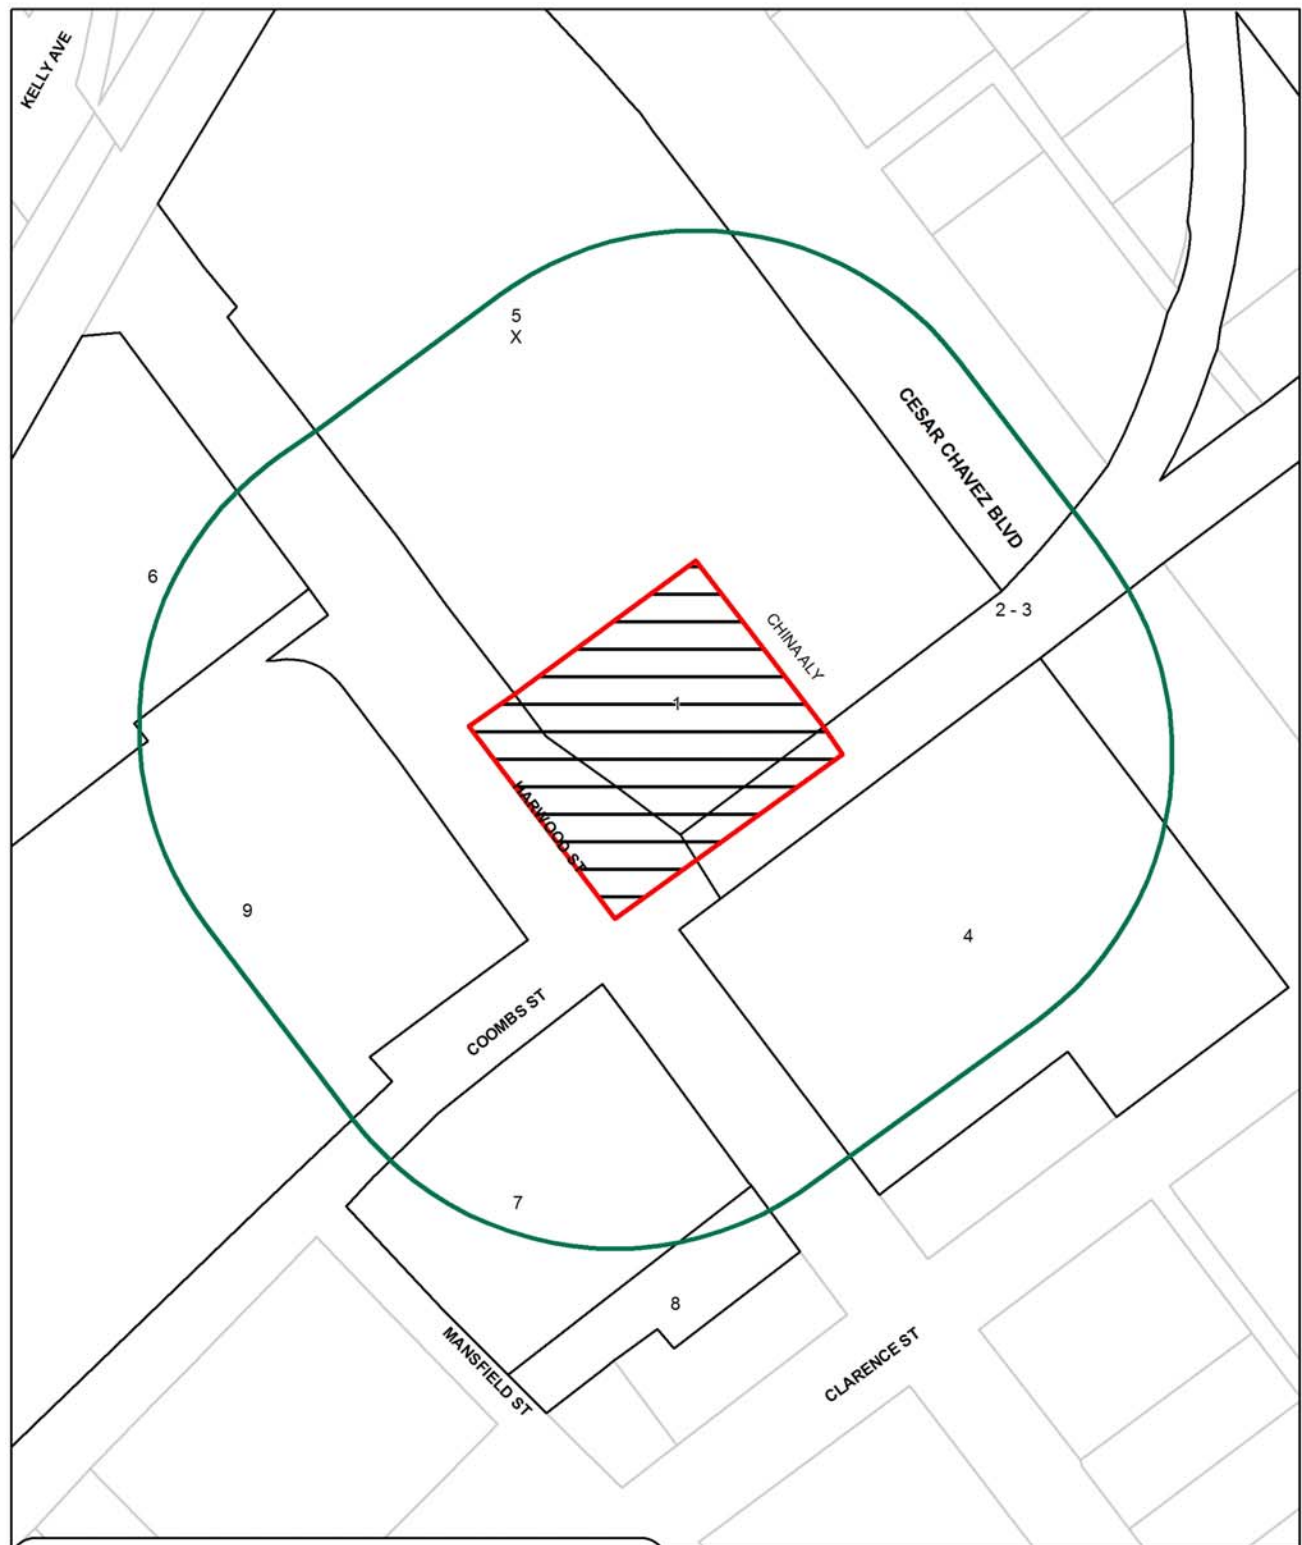 KELLY AVE
5
X
CESAR CHAVEZ BLVD
6
2 - 3
CHINA ALY
1
HARWOOD ST
9
4
COOMBS ST
7
8
MANSFIELD ST
CLARENCE ST